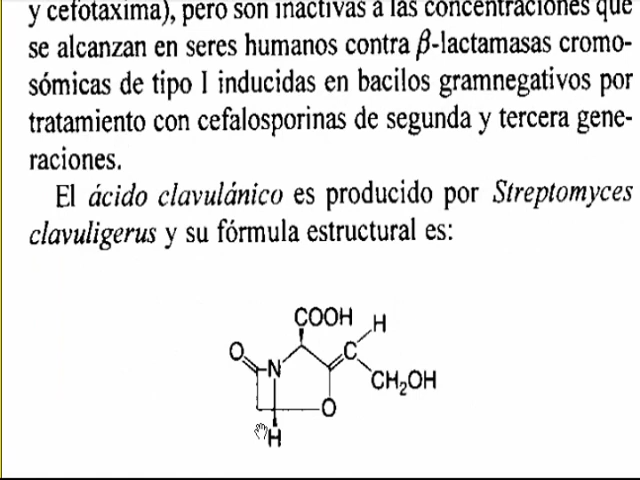 y cefotaxima), pero son inactivas a las concentraciones que
se alcanzan en seres humanos contra β-lactamasas cromo-
sómicas de tipo I inducidas en bacilos gramnegativos por
tratamiento con cefalosporinas de segunda y tercera gene-
raciones.
El ácido clavulánico es producido por Streptomyces
clavuligerus y su fórmula estructural es:
COOH H
O C
N CH₂OH
O
H